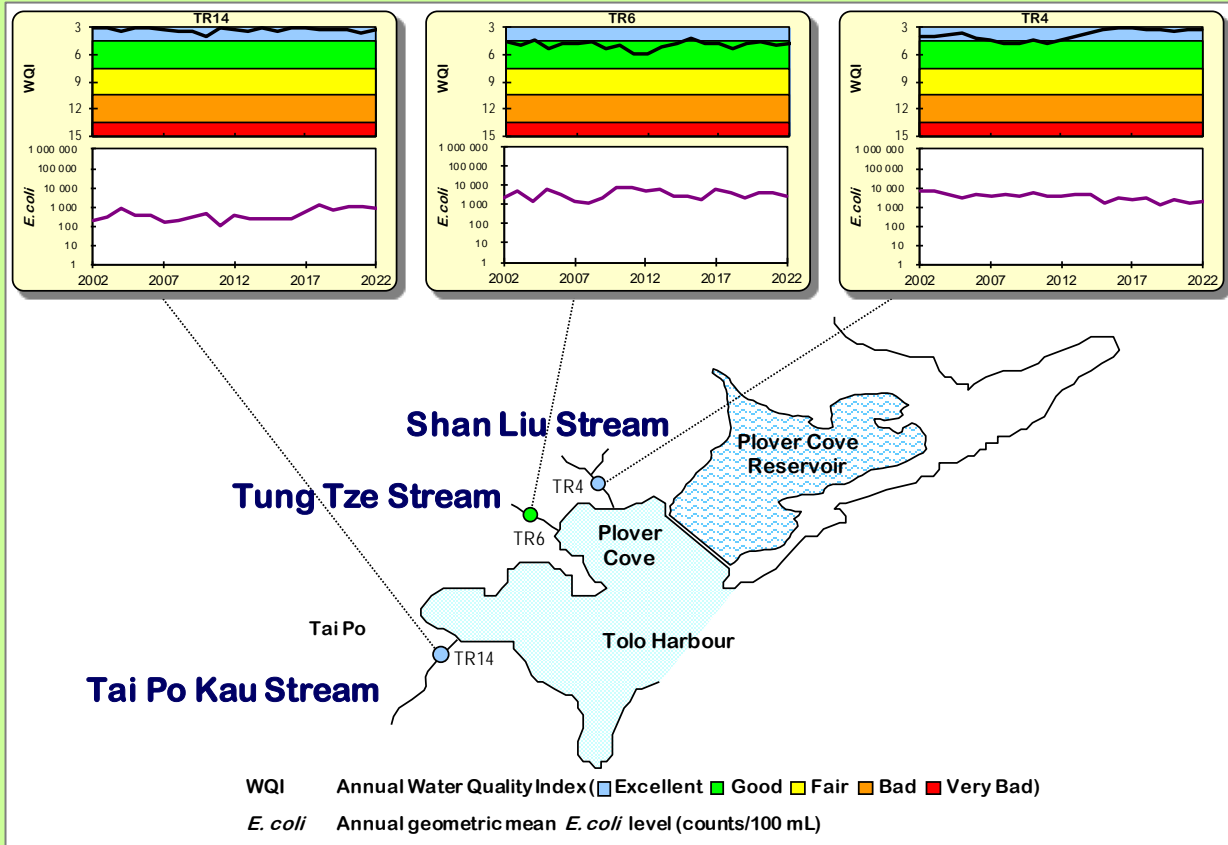 TR14
WQI
3
6
9
12
15
E.coli
1 000 000
100 000
10 000
1 000
100
10
1
2002 2007 2012 2017 2022
TR6
WQI
3
6
9
12
15
E.coli
1 000 000
100 000
10 000
1 000
100
10
1
2002 2007 2012 2017 2022
TR4
WQI
3
6
9
12
15
E.coli
1 000 000
100 000
10 000
1 000
100
10
1
2002 2007 2012 2017 2022
Shan Liu Stream
Plover Cove
Reservoir
TR4
Tung Tze Stream
TR6
Plover
Cove
Tai Po
Tolo Harbour
TR14
Tai Po Kau Stream
WQI Annual Water Quality Index ( Excellent Good Fair Bad Very Bad)
E. coli Annual geometric mean E. coli level (counts/100 mL)